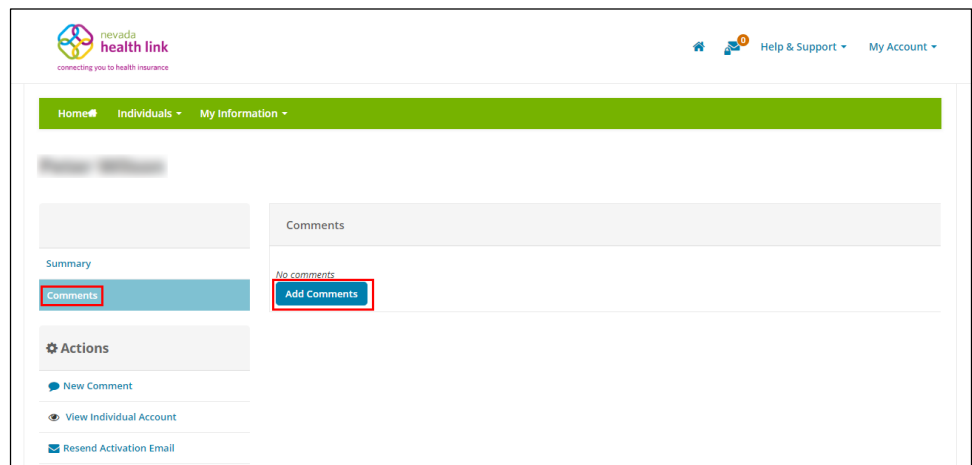 nevada
health link
connecting you to health insurance
0
Help & Support
My Account
Home
Individuals
My Information
Comments
Summary
No comments
Comments
Add Comments
Actions
New Comment
View Individual Account
Resend Activation Email